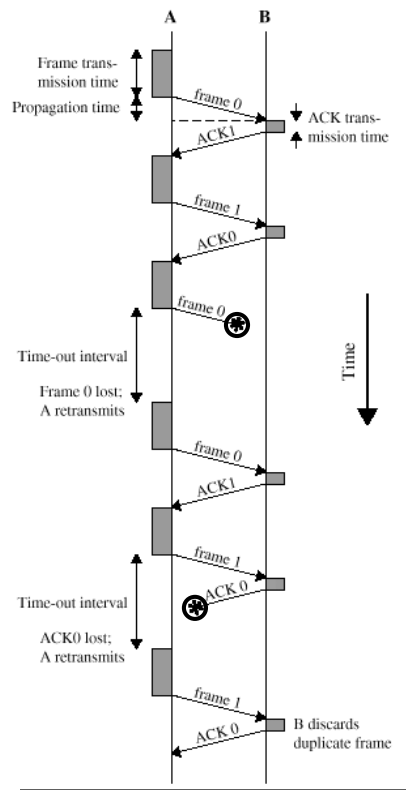 A
B
Frame trans-
mission time
Propagation time
frame 0
ACK trans-
mission time
ACK1
frame 1
ACK0
frame 0
*
Time-out interval
Time
Frame 0 lost;
A retransmits
frame 0
ACK1
frame 1
ACK 0
*
Time-out interval
ACK0 lost;
A retransmits
frame 1
ACK 0
B discards
duplicate frame